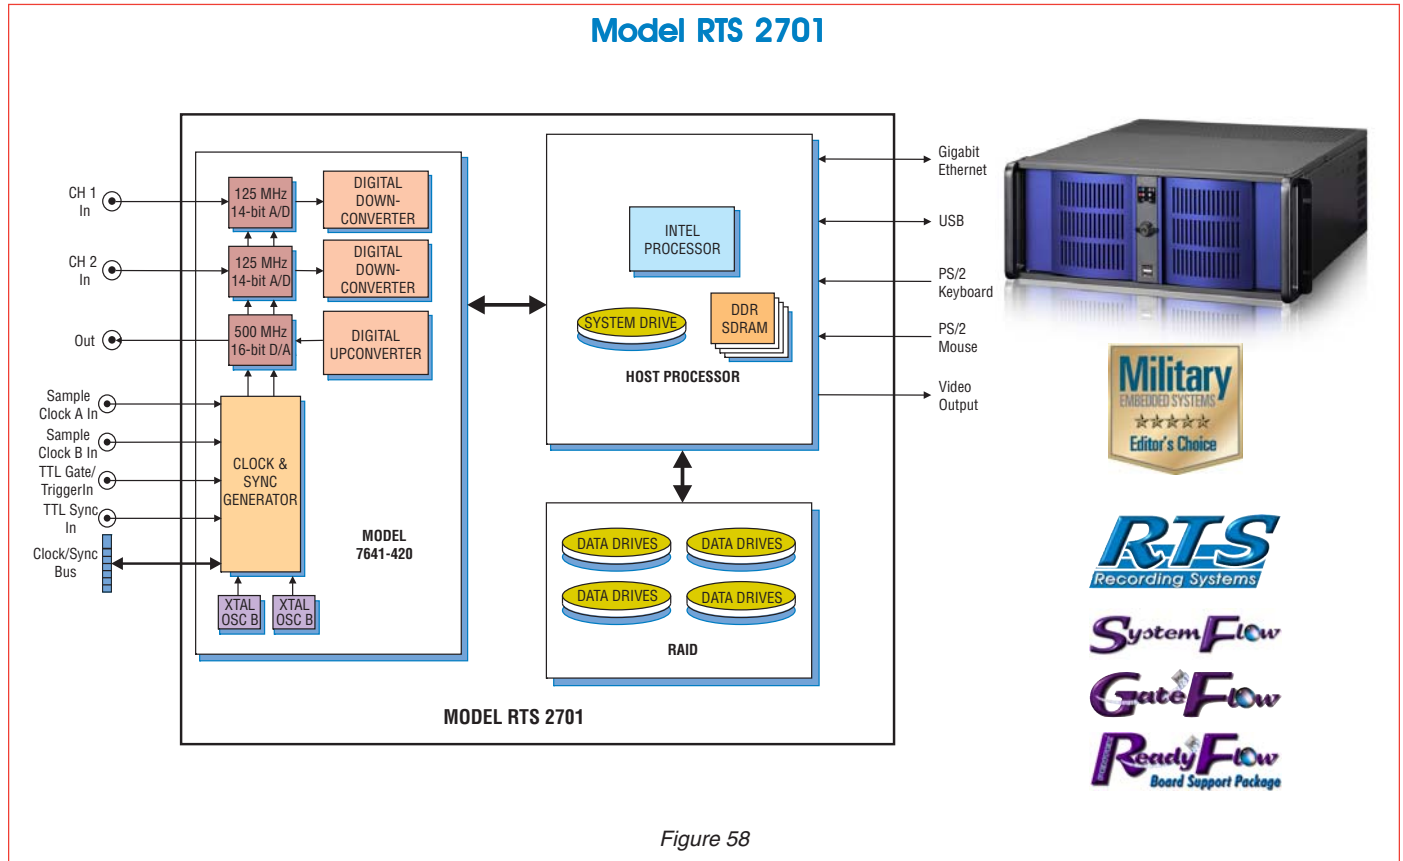 Model RTS 2701
CH 1
In
125 MHz
14-bit A/D
DIGITAL
DOWN-
CONVERTER
CH 2
In
125 MHz
14-bit A/D
DIGITAL
DOWN-
CONVERTER
Out
500 MHz
16-bit D/A
DIGITAL
UPCONVERTER
Sample
Clock A In
Sample
Clock B In
TTL Gate/
TriggerIn
TTL Sync
In
Clock/Sync
Bus
CLOCK &
SYNC
GENERATOR
MODEL
7641-420
XTAL
OSC B
XTAL
OSC B
INTEL
PROCESSOR
SYSTEM DRIVE
DDR
SDRAM
HOST PROCESSOR
Gigabit
Ethernet
USB
PS/2
Keyboard
PS/2
Mouse
Video
Output
DATA DRIVES
DATA DRIVES
DATA DRIVES
DATA DRIVES
RAID
MODEL RTS 2701
Military
EMBEDDED SYSTEMS
Editor's Choice
RTS
Recording Systems
SystemFlow
GateFlow
ReadyFlow
Board Support Package
Figure 58